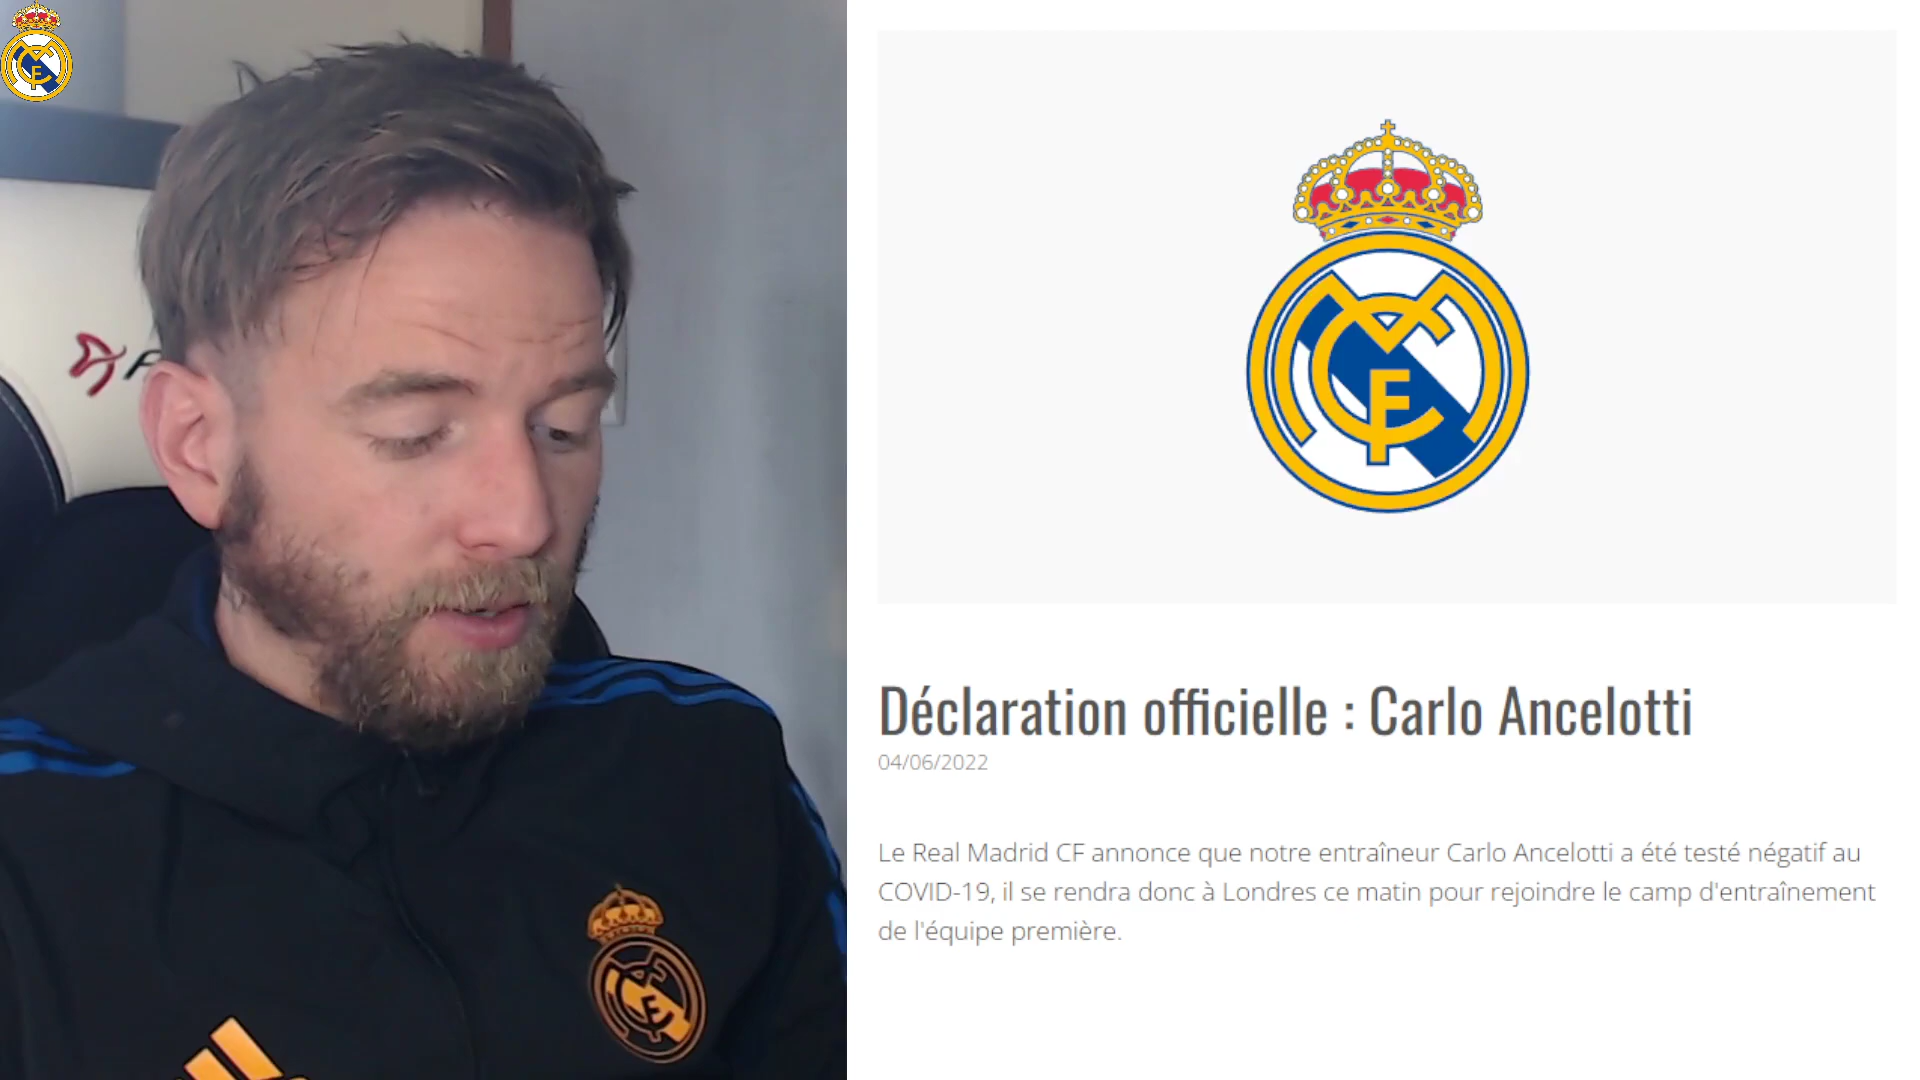 Déclaration officielle : Carlo Ancelotti
04/06/2022
Le Real Madrid CF annonce que notre entraîneur Carlo Ancelotti a été testé négatif au
COVID-19, il se rendra donc à Londres ce matin pour rejoindre le camp d'entraînement
de l'équipe première.